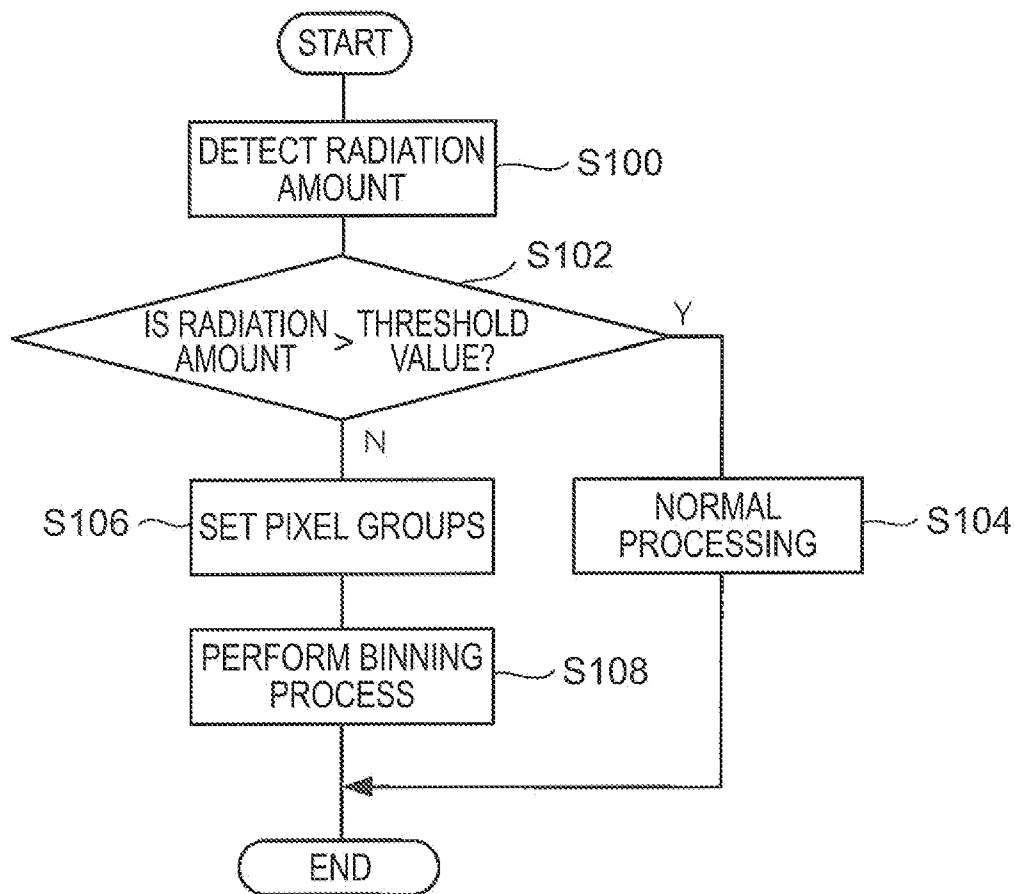 START
DETECT RADIATION
AMOUNT
S100
S102
IS RADIATION
AMOUNT
>
THRESHOLD
VALUE?
Y
N
S106
SET PIXEL GROUPS
NORMAL
PROCESSING
S104
PERFORM BINNING
PROCESS
S108
END